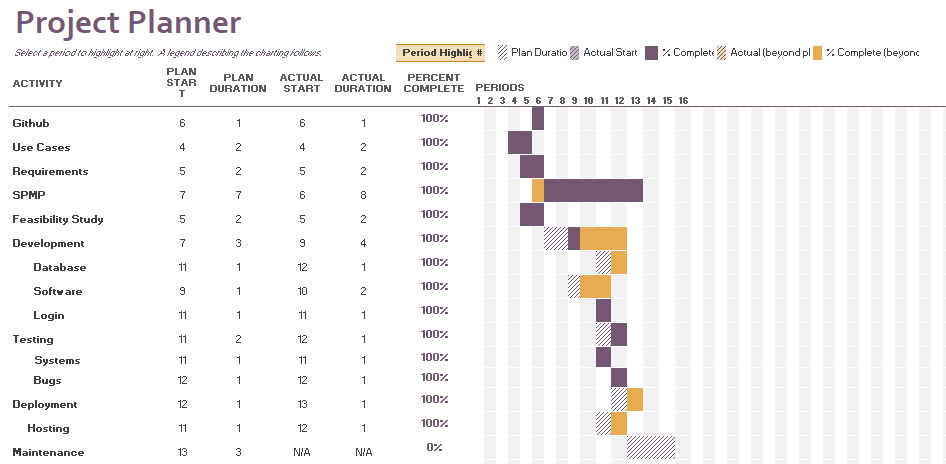 Project Planner
Select a period to highlight at right. A legend describing the charting follows.
Period Highlig #
Plan Duratio
Actual Start
% Complete
Actual (beyond pl
% Complete (beyond
ACTIVITY
PLAN STAR T
PLAN DURATION
ACTUAL START
ACTUAL DURATION
PERCENT COMPLETE
PERIODS
1 2 3 4 5 6 7 8 9 10 11 12 13 14 15 16
Github 6 1 6 1 100%
Use Cases 4 2 4 2 100%
Requirements 5 2 5 2 100%
SPMP 7 7 6 8 100%
Feasibility Study 5 2 5 2 100%
Development 7 3 9 4 100%
Database 11 1 12 1 100%
Software 9 1 10 2 100%
Login 11 1 11 1 100%
Testing 11 2 12 1 100%
Systems 11 1 11 1 100%
Bugs 12 1 12 1 100%
Deployment 12 1 13 1 100%
Hosting 11 1 12 1 100%
Maintenance 13 3 N/A N/A 0%